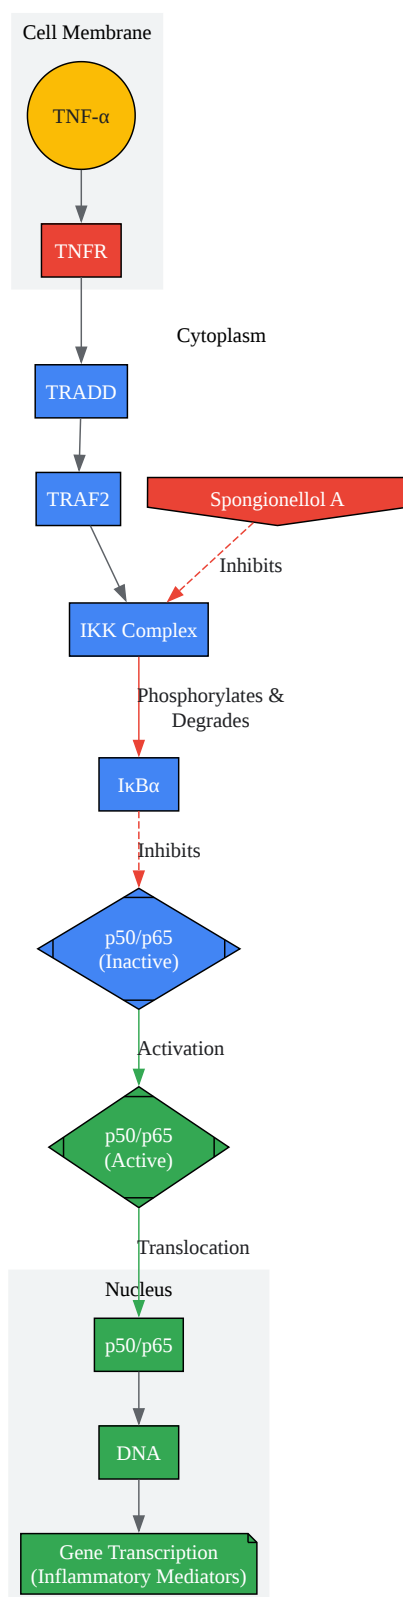 Cell Membrane
TNF-α
TNFR
Cytoplasm
TRADD
TRAF2
Spongionellol A
Inhibits
IKK Complex
Phosphorylates &
Degrades
IκBα
Inhibits
p50/p65
(Inactive)
Activation
p50/p65
(Active)
Translocation
Nucleus
p50/p65
DNA
Gene Transcription
(Inflammatory Mediators)